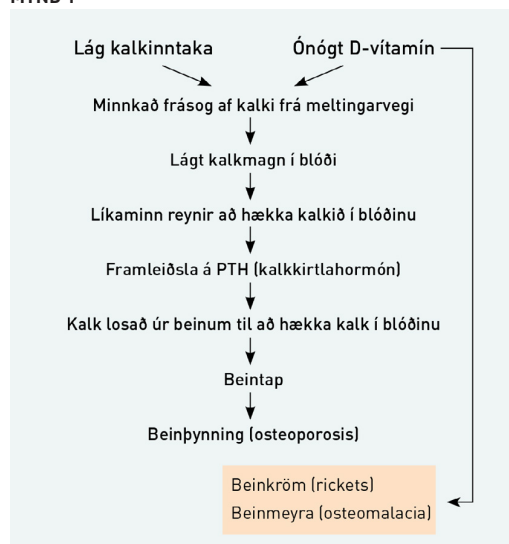 Lág kalkinntaka
Ónógt D-vítamín
Minnkað frásog af kalki frá meltingarvegi
Lágt kalkmagn í blóði
Líkaminn reynir að hækka kalkið í blóðinu
Framleiðsla á PTH (kalkkirtlahormón)
Kalk losað úr beinum til að hækka kalk í blóðinu
Beintap
Beinþynning (osteoporosis)
Beinkröm (rickets)
Beinmeyra (osteomalacia)